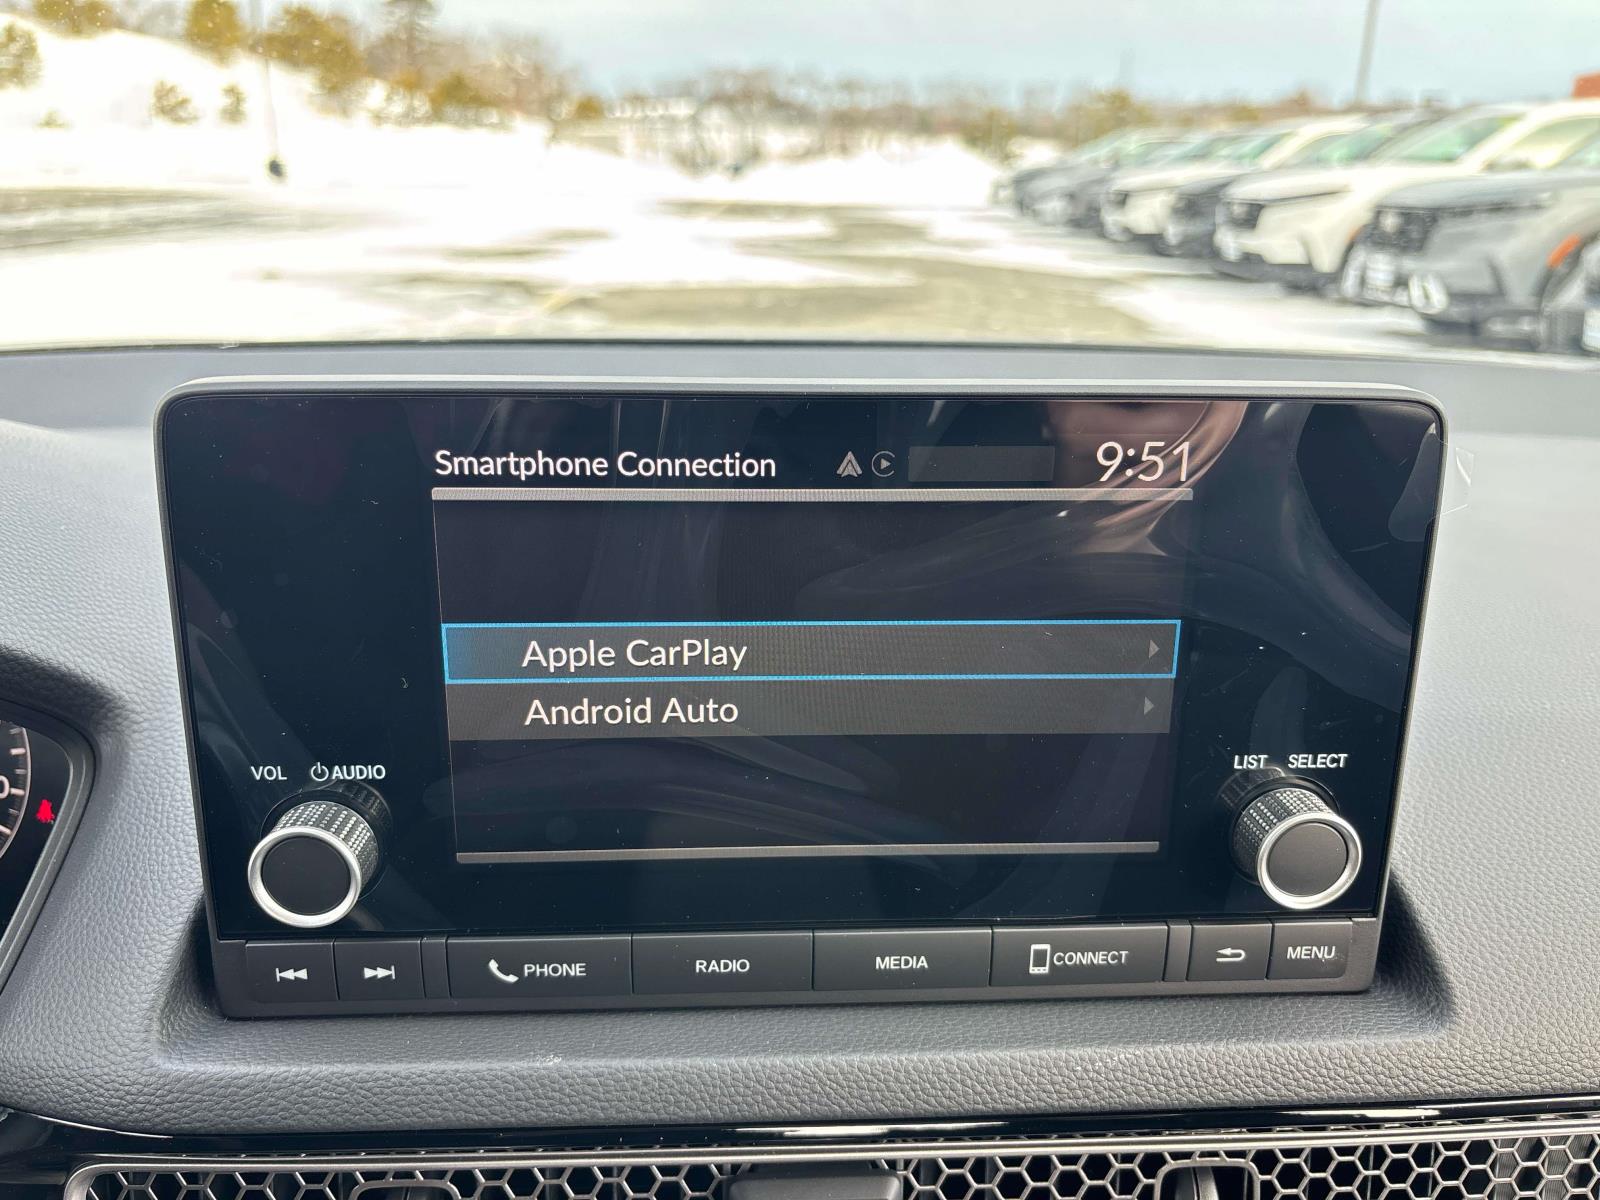 Smartphone Connection 9:51
Apple CarPlay
Android Auto
VOL AUDIO
LIST SELECT
PHONE RADIO MEDIA CONNECT MENU